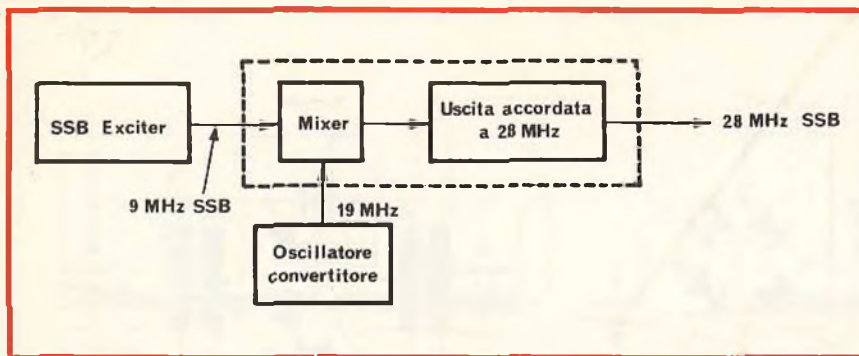 SSB Exciter
Mixer
Uscita accordata
a 28 MHz
28 MHz SSB
9 MHz SSB
19 MHz
Oscillatore
convertitore